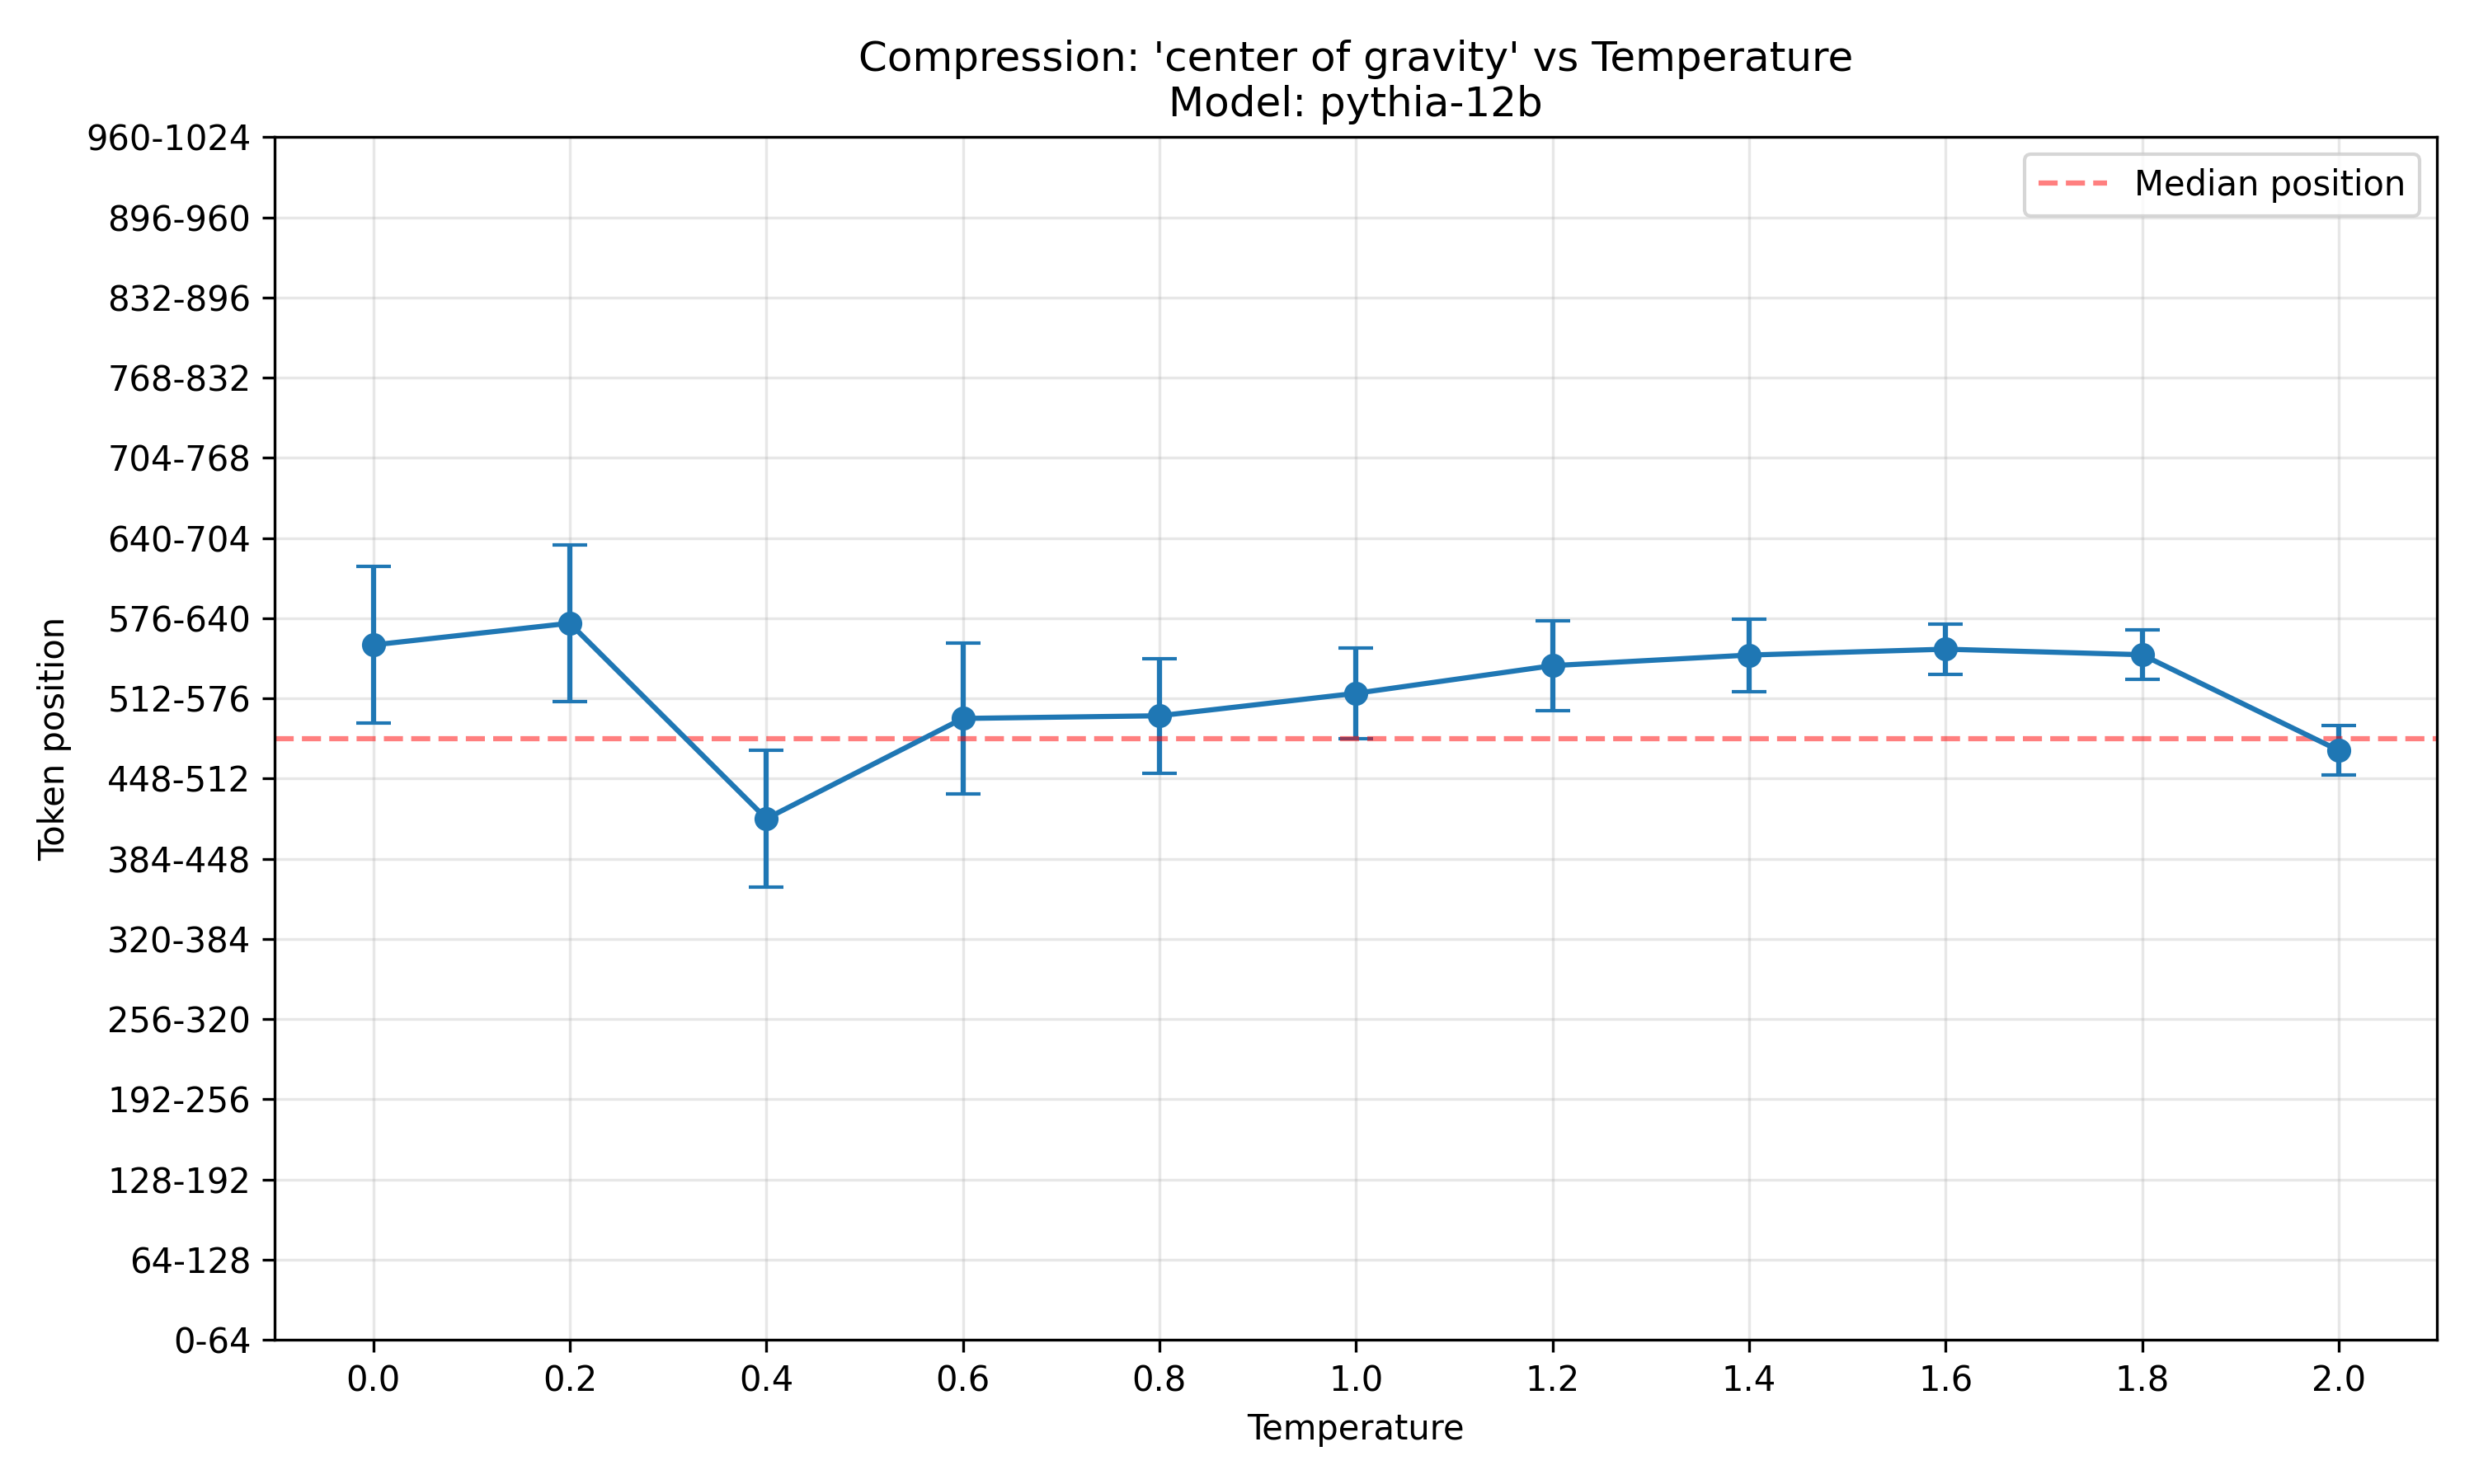 Compression: 'center of gravity' vs Temperature
Model: pythia-12b
Median position
Token position
960-1024
896-960
832-896
768-832
704-768
640-704
576-640
512-576
448-512
384-448
320-384
256-320
192-256
128-192
64-128
0-64
0.0 0.2 0.4 0.6 0.8 1.0 1.2 1.4 1.6 1.8 2.0
Temperature